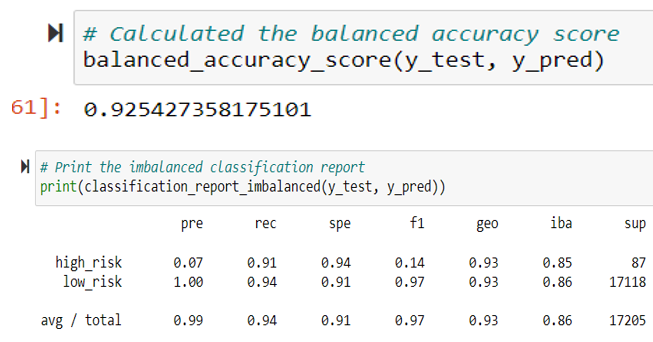 # Calculated the balanced accuracy score
balanced_accuracy_score(y_test, y_pred)
61]: 0.925427358175101
# Print the imbalanced classification report
print(classification_report_imbalanced(y_test, y_pred))
pre rec spe f1 geo iba sup
high_risk 0.07 0.91 0.94 0.14 0.93 0.85 87
low_risk 1.00 0.94 0.91 0.97 0.93 0.86 17118
avg / total 0.99 0.94 0.91 0.97 0.93 0.86 17205